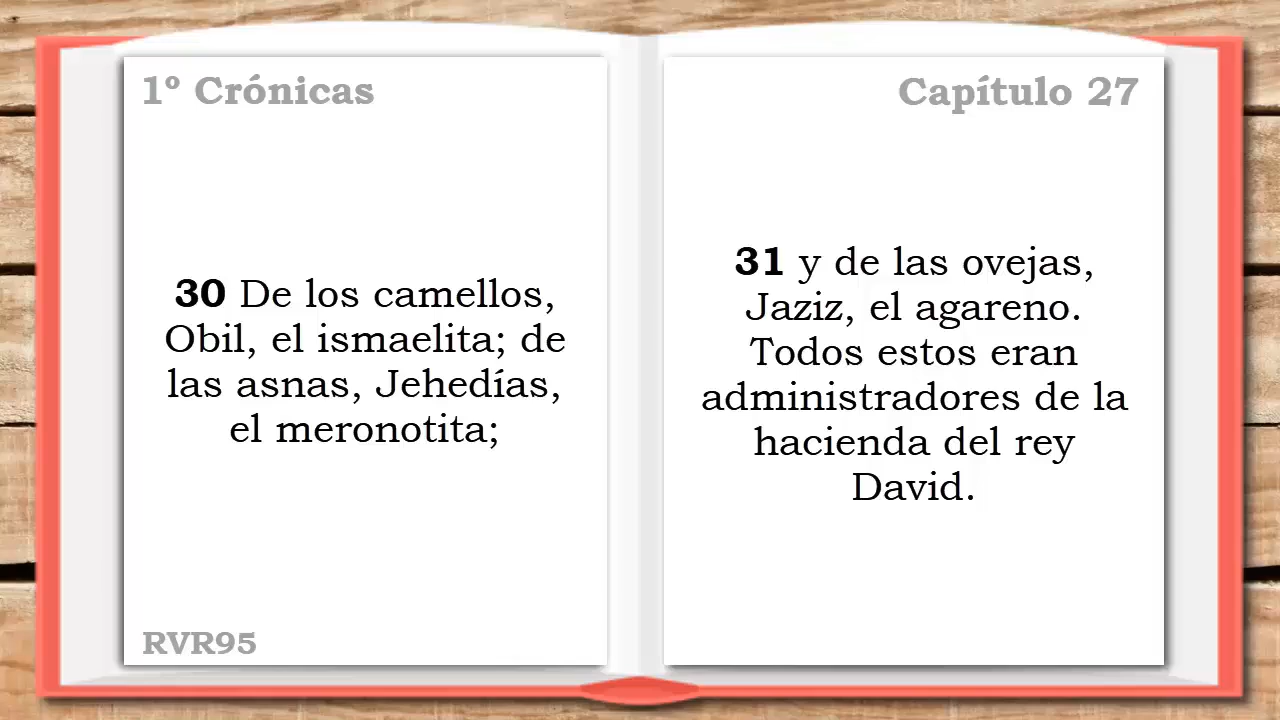 1º Crónicas
30 De los camellos,
Obil, el ismaelita; de
las asnas, Jehedías,
el meronotita;
RVR95
Capítulo 27
31 y de las ovejas,
Jaziz, el agareno.
Todos estos eran
administradores de la
hacienda del rey
David.